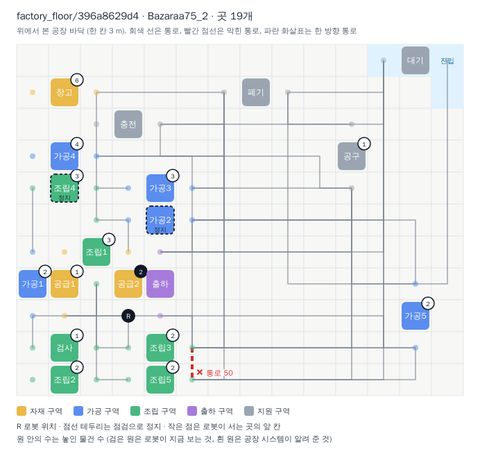 factory_floor/396a8629d4 · Bazaraa75_2 · 곳 19개
위에서 본 공장 바닥 (한 칸 3 m). 회색 선은 통로, 빨간 점선은 막힌 통로, 파란 화살표는 한 방향 통로
대기
창고 6
폐기
충전
가공4 4
공구 1
조립4 3
정지
가공3 3
가공2
정지
조립1 3
가공1 2
공급1 1
공급2 2
출하
가공5 2
R
검사 1
조립3 2
조립2 2
조립5 2
✕ 통로 50
자재 구역
가공 구역
조립 구역
출하 구역
지원 구역
R 로봇 위치 · 점선 테두리는 점검으로 정지 · 작은 점은 로봇이 서는 곳의 앞 칸
원 안의 수는 놓인 물건 수 (검은 원은 로봇이 지금 보는 것, 흰 원은 공장 시스템이 알려 준 것)